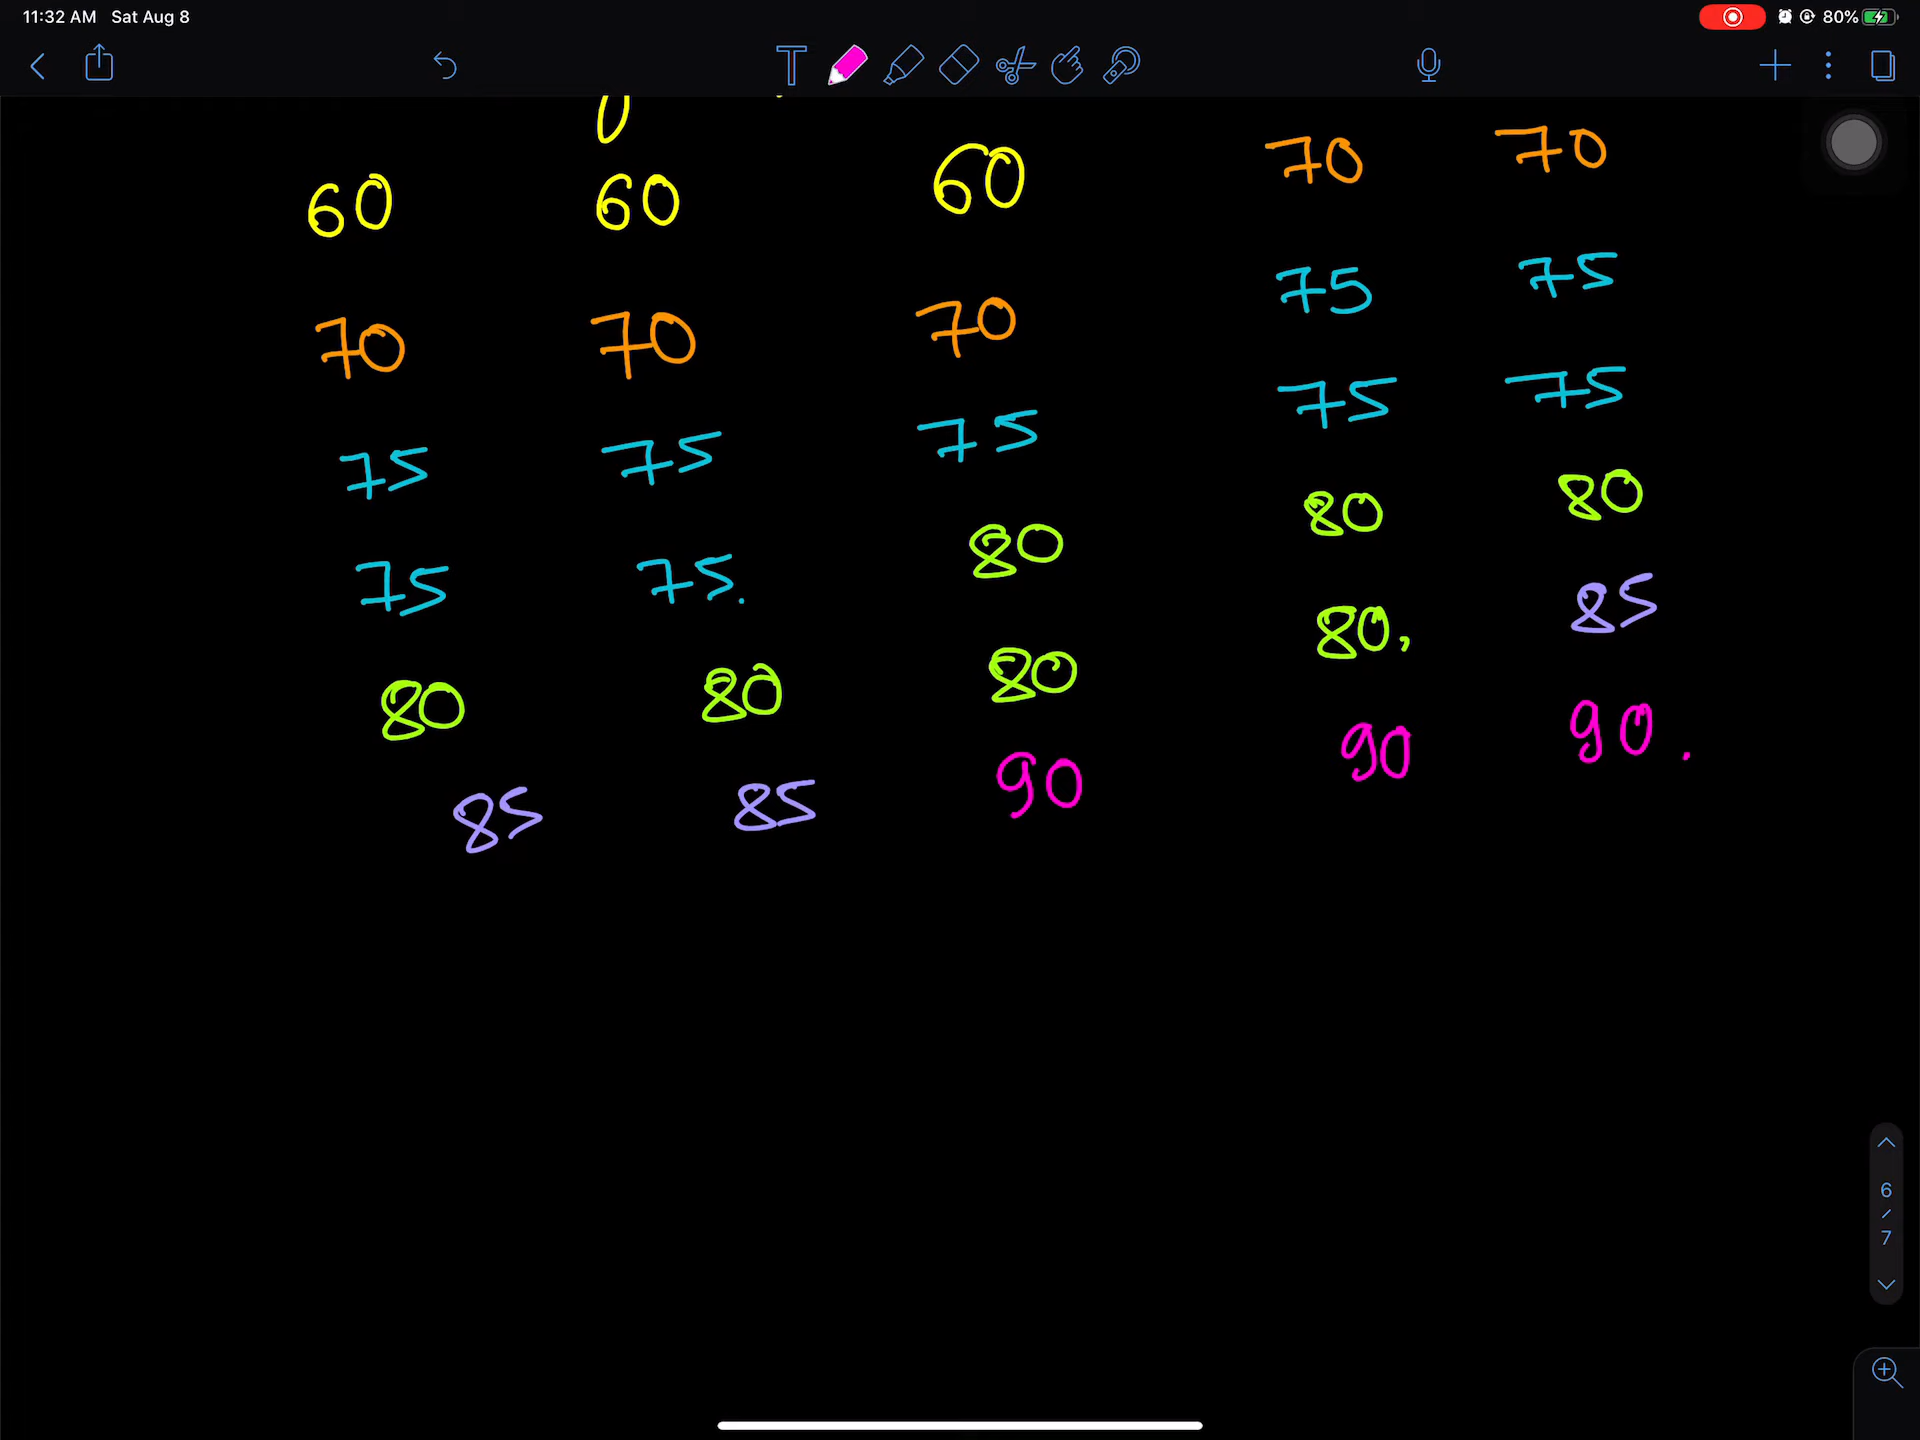 11:32 AM Sat Aug 8 80%
T
60 60 60 70 70
70 70 70 75 75
75 75 75 75 75
75 75. 80 80 80
80 80 80 80, 85
85 85 90 90 90.
6
/
7